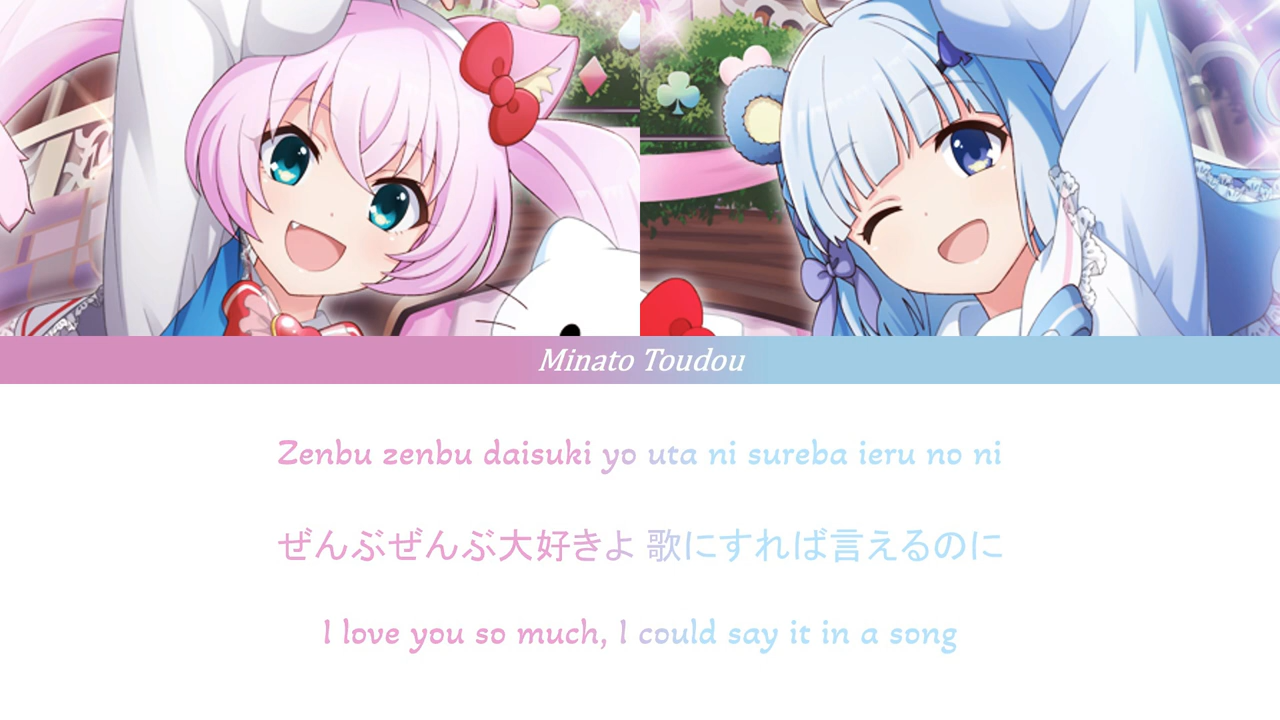 Minato Toudou
Zenbu zenbu daisuki yo uta ni sureba ieru no ni
ぜんぶぜんぶ大好きよ 歌にすれば言えるのに
I love you so much, I could say it in a song